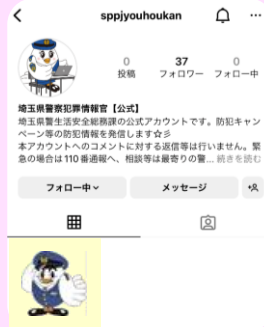 sppjyouhoukan
0 37 0
投稿 フォロワー フォロー中
埼玉県警察犯罪情報官【公式】
埼玉県警生活安全総務課の公式アカウントです。防犯キャン
ペーン等の防犯情報を発信します☆彡
本アカウントへのコメントに対する返信等は行いません。緊
急の場合は110番通報へ、相談等は最寄りの警... 続きを読む
フォロー中 メッセージ